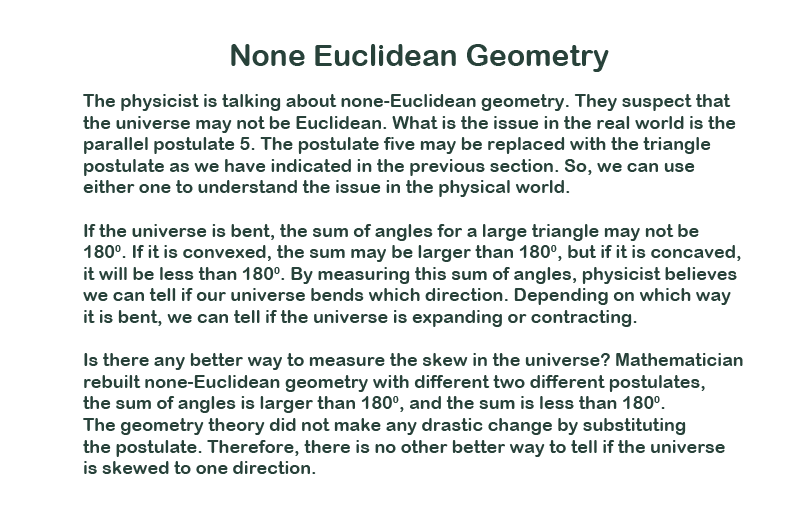 None Euclidean Geometry
The physicist is talking about none-Euclidean geometry. They suspect that
the universe may not be Euclidean. What is the issue in the real world is the
parallel postulate 5. The postulate five may be replaced with the triangle
postulate as we have indicated in the previous section. So, we can use
either one to understand the issue in the physical world.
If the universe is bent, the sum of angles for a large triangle may not be
180⁰. If it is convexed, the sum may be larger than 180⁰, but if it is concaved,
it will be less than 180⁰. By measuring this sum of angles, physicist believes
we can tell if our universe bends which direction. Depending on which way
it is bent, we can tell if the universe is expanding or contracting.
Is there any better way to measure the skew in the universe? Mathematician
rebuilt none-Euclidean geometry with different two different postulates,
the sum of angles is larger than 180⁰, and the sum is less than 180⁰.
The geometry theory did not make any drastic change by substituting
the postulate. Therefore, there is no other better way to tell if the universe
is skewed to one direction.